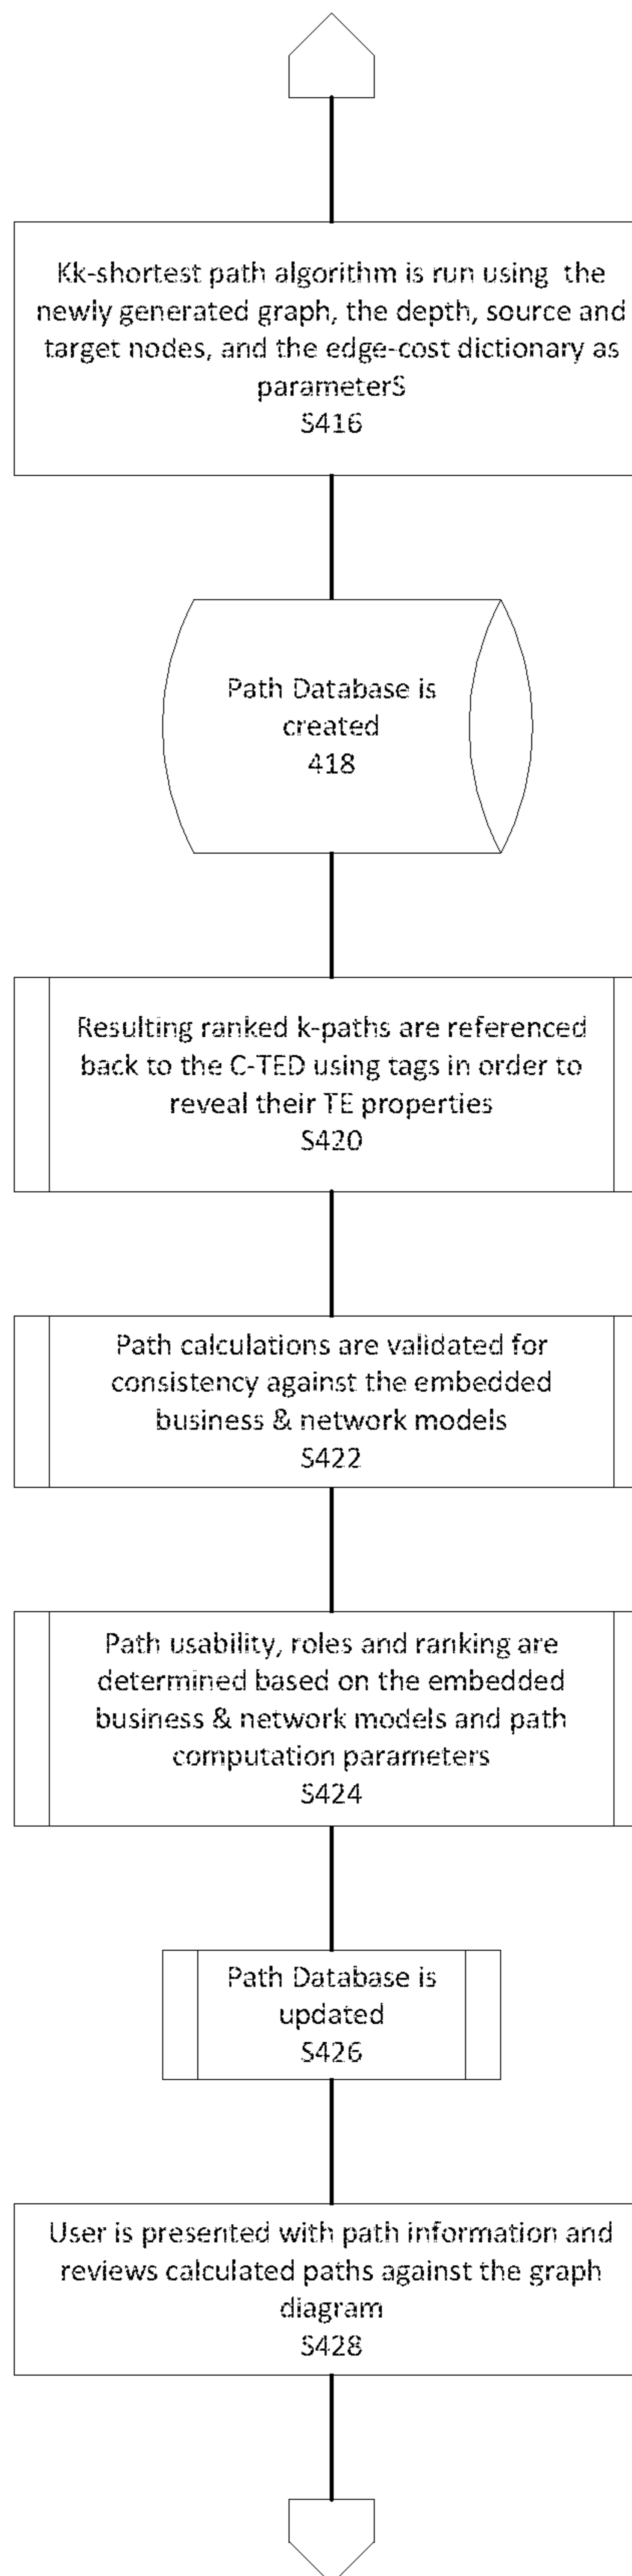 Kk-shortest path algorithm is run using the
newly generated graph, the depth, source and
target nodes, and the edge-cost dictionary as
parameterS
S416
Path Database is
created
418
Resulting ranked k-paths are referenced
back to the C-TED using tags in order to
reveal their TE properties
S420
Path calculations are validated for
consistency against the embedded
business & network models
S422
Path usability, roles and ranking are
determined based on the embedded
business & network models and path
computation parameters
S424
Path Database is
updated
S426
User is presented with path information and
reviews calculated paths against the graph
diagram
S428